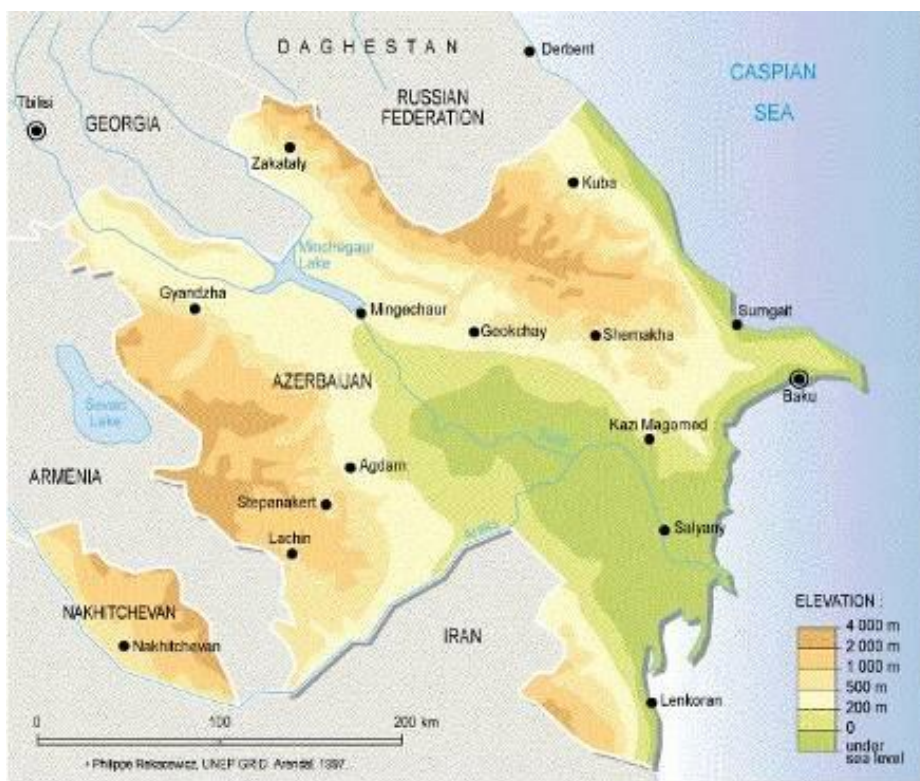 DAGHESTAN
Derbent
CASPIAN
SEA
Tbilisi
GEORGIA
RUSSIAN
FEDERATION
Zakataly
Kuba
Mingchegaur
Lake
Gyandzha
Mingechaur
Geokchay
Shemakha
Sumgait
AZERBAIJAN
Baku
Sevan
Lake
Kazi Magomed
ARMENIA
Agdam
Stepanakert
Lachin
Araks
Salyany
NAKHITCHEVAN
Nakhitchevan
IRAN
Lenkoran
ELEVATION :
4 000 m
2 000 m
1 000 m
500 m
200 m
0
under
sea level
0
100
200 km
Philippe Rekacewicz, UNEP GRID Arendal, 1997.